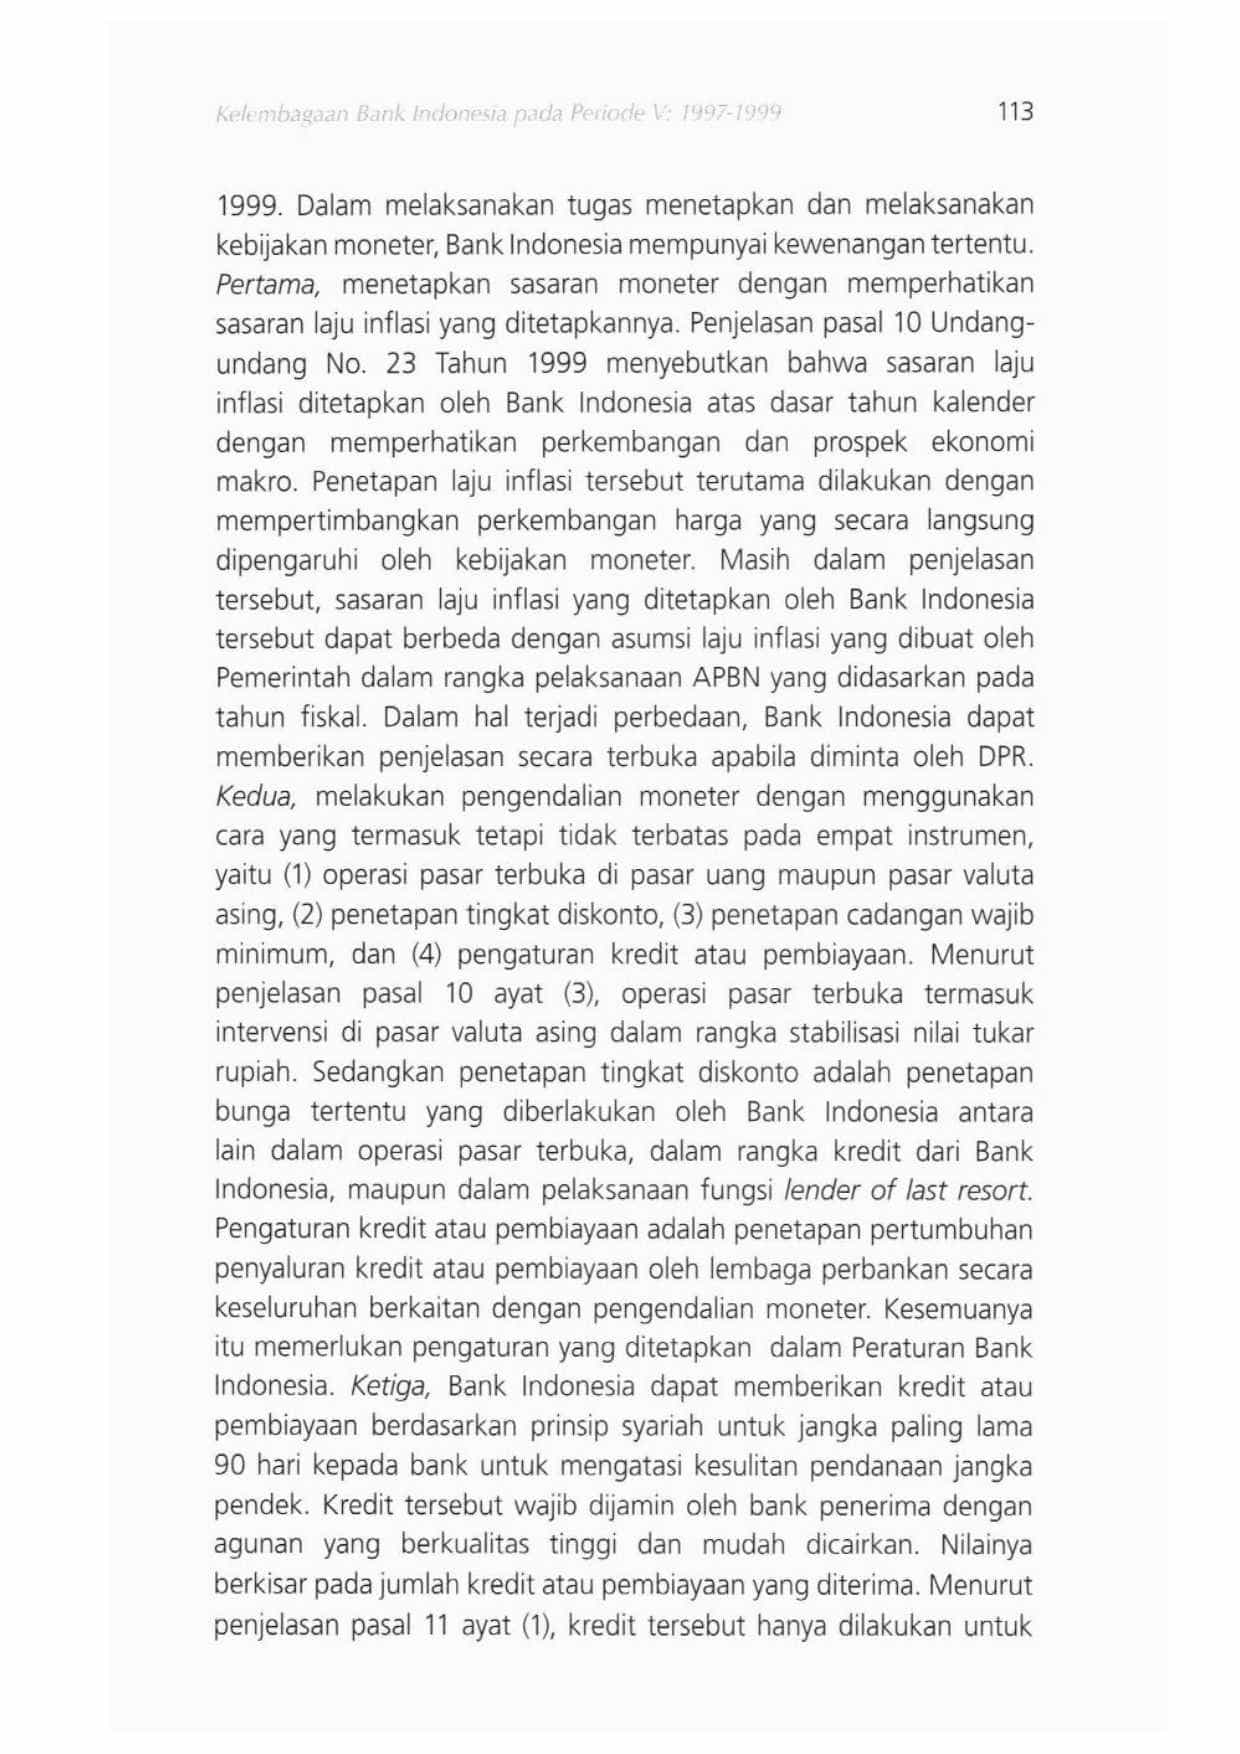 Kelembagaan Bank Indonesia pada Periode V: 1997-1999 113
1999. Dalam melaksanakan tugas menetapkan dan melaksanakan
kebijakan moneter, Bank Indonesia mempunyai kewenangan tertentu.
Pertama, menetapkan sasaran moneter dengan memperhatikan
sasaran laju inflasi yang ditetapkannya. Penjelasan pasal 10 Undang-
undang No. 23 Tahun 1999 menyebutkan bahwa sasaran laju
inflasi ditetapkan oleh Bank Indonesia atas dasar tahun kalender
dengan memperhatikan perkembangan dan prospek ekonomi
makro. Penetapan laju inflasi tersebut terutama dilakukan dengan
mempertimbangkan perkembangan harga yang secara langsung
dipengaruhi oleh kebijakan moneter. Masih dalam penjelasan
tersebut, sasaran laju inflasi yang ditetapkan oleh Bank Indonesia
tersebut dapat berbeda dengan asumsi laju inflasi yang dibuat oleh
Pemerintah dalam rangka pelaksanaan APBN yang didasarkan pada
tahun fiskal. Dalam hal terjadi perbedaan, Bank Indonesia dapat
memberikan penjelasan secara terbuka apabila diminta oleh DPR.
Kedua, melakukan pengendalian moneter dengan menggunakan
cara yang termasuk tetapi tidak terbatas pada empat instrumen,
yaitu (1) operasi pasar terbuka di pasar uang maupun pasar valuta
asing, (2) penetapan tingkat diskonto, (3) penetapan cadangan wajib
minimum, dan (4) pengaturan kredit atau pembiayaan. Menurut
penjelasan pasal 10 ayat (3), operasi pasar terbuka termasuk
intervensi di pasar valuta asing dalam rangka stabilisasi nilai tukar
rupiah. Sedangkan penetapan tingkat diskonto adalah penetapan
bunga tertentu yang diberlakukan oleh Bank Indonesia antara
lain dalam operasi pasar terbuka, dalam rangka kredit dari Bank
Indonesia, maupun dalam pelaksanaan fungsi lender of last resort.
Pengaturan kredit atau pembiayaan adalah penetapan pertumbuhan
penyaluran kredit atau pembiayaan oleh lembaga perbankan secara
keseluruhan berkaitan dengan pengendalian moneter. Kesemuanya
itu memerlukan pengaturan yang ditetapkan dalam Peraturan Bank
Indonesia. Ketiga, Bank Indonesia dapat memberikan kredit atau
pembiayaan berdasarkan prinsip syariah untuk jangka paling lama
90 hari kepada bank untuk mengatasi kesulitan pendanaan jangka
pendek. Kredit tersebut wajib dijamin oleh bank penerima dengan
agunan yang berkualitas tinggi dan mudah dicairkan. Nilainya
berkisar pada jumlah kredit atau pembiayaan yang diterima. Menurut
penjelasan pasal 11 ayat (1), kredit tersebut hanya dilakukan untuk